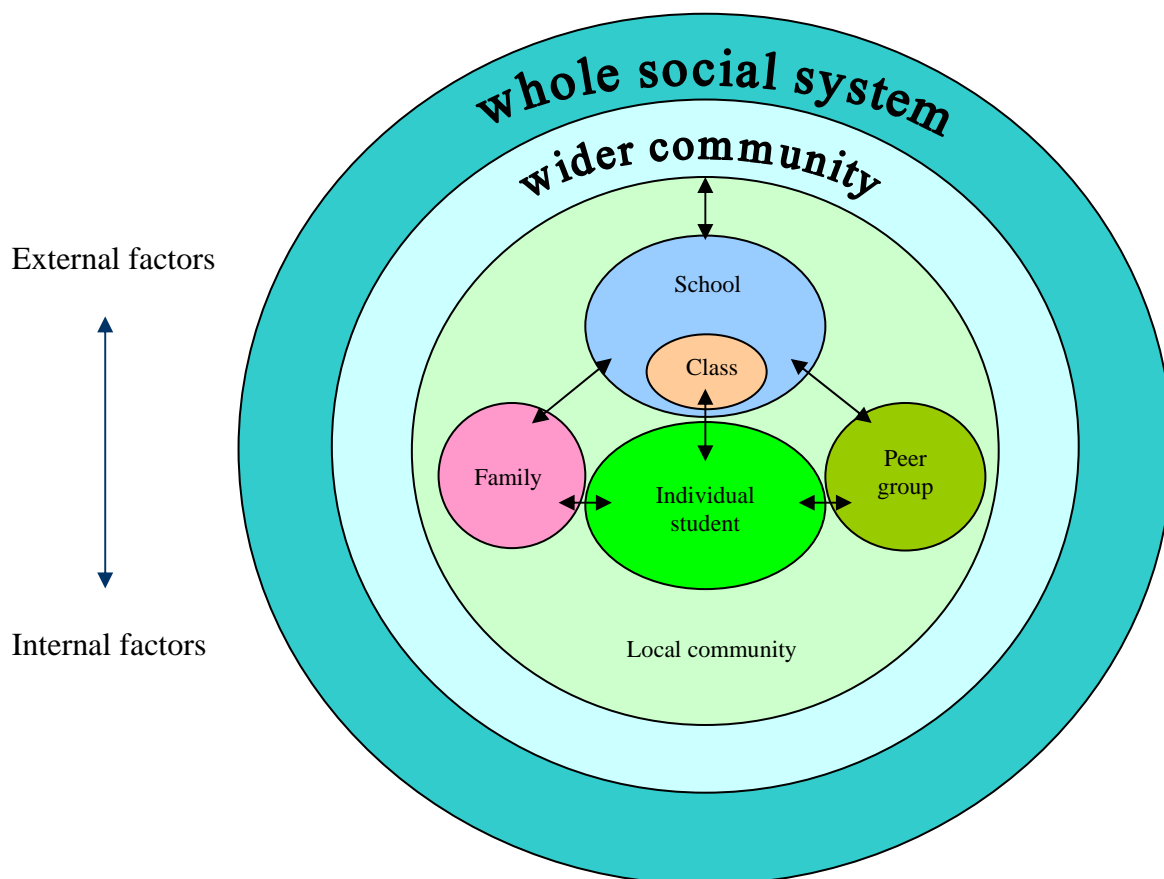 whole social system
wider community
External factors
School
Class
Family
Peer
group
Individual
student
Internal factors
Local community